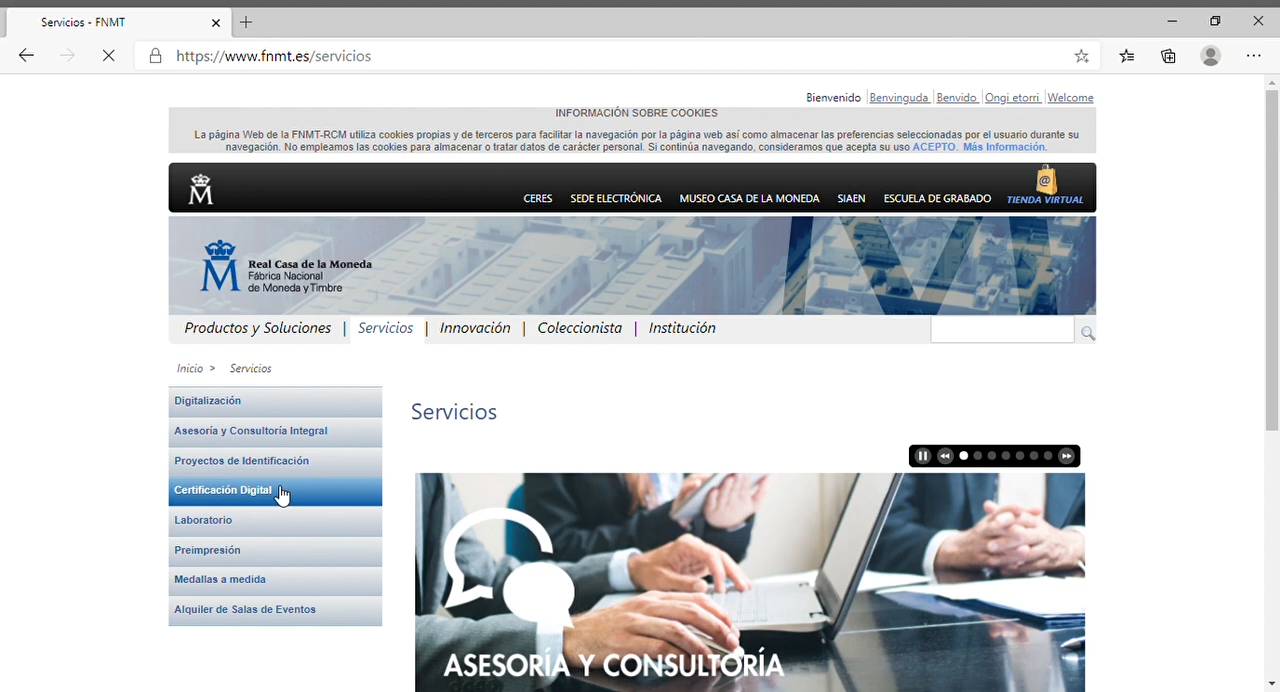 Servicios - FNMT
https://www.fnmt.es/servicios
Bienvenido Benvinguda Benvido Ongi etorri Welcome
INFORMACIÓN SOBRE COOKIES
La página Web de la FNMT-RCM utiliza cookies propias y de terceros para facilitar la navegación por la página web así como almacenar las preferencias seleccionadas por el usuario durante su
navegación. No empleamos las cookies para almacenar o tratar datos de carácter personal. Si continúa navegando, consideramos que acepta su uso ACEPTO. Más Información.
M
CERES SEDE ELECTRÓNICA MUSEO CASA DE LA MONEDA SIAEN ESCUELA DE GRABADO TIENDA VIRTUAL
Real Casa de la Moneda
Fábrica Nacional
de Moneda y Timbre
Productos y Soluciones | Servicios | Innovación | Coleccionista | Institución
Inicio > Servicios
Digitalización
Asesoría y Consultoría Integral
Proyectos de Identificación
Certificación Digital
Laboratorio
Preimpresión
Medallas a medida
Alquiler de Salas de Eventos
Servicios
ASESORÍA Y CONSULTORÍA